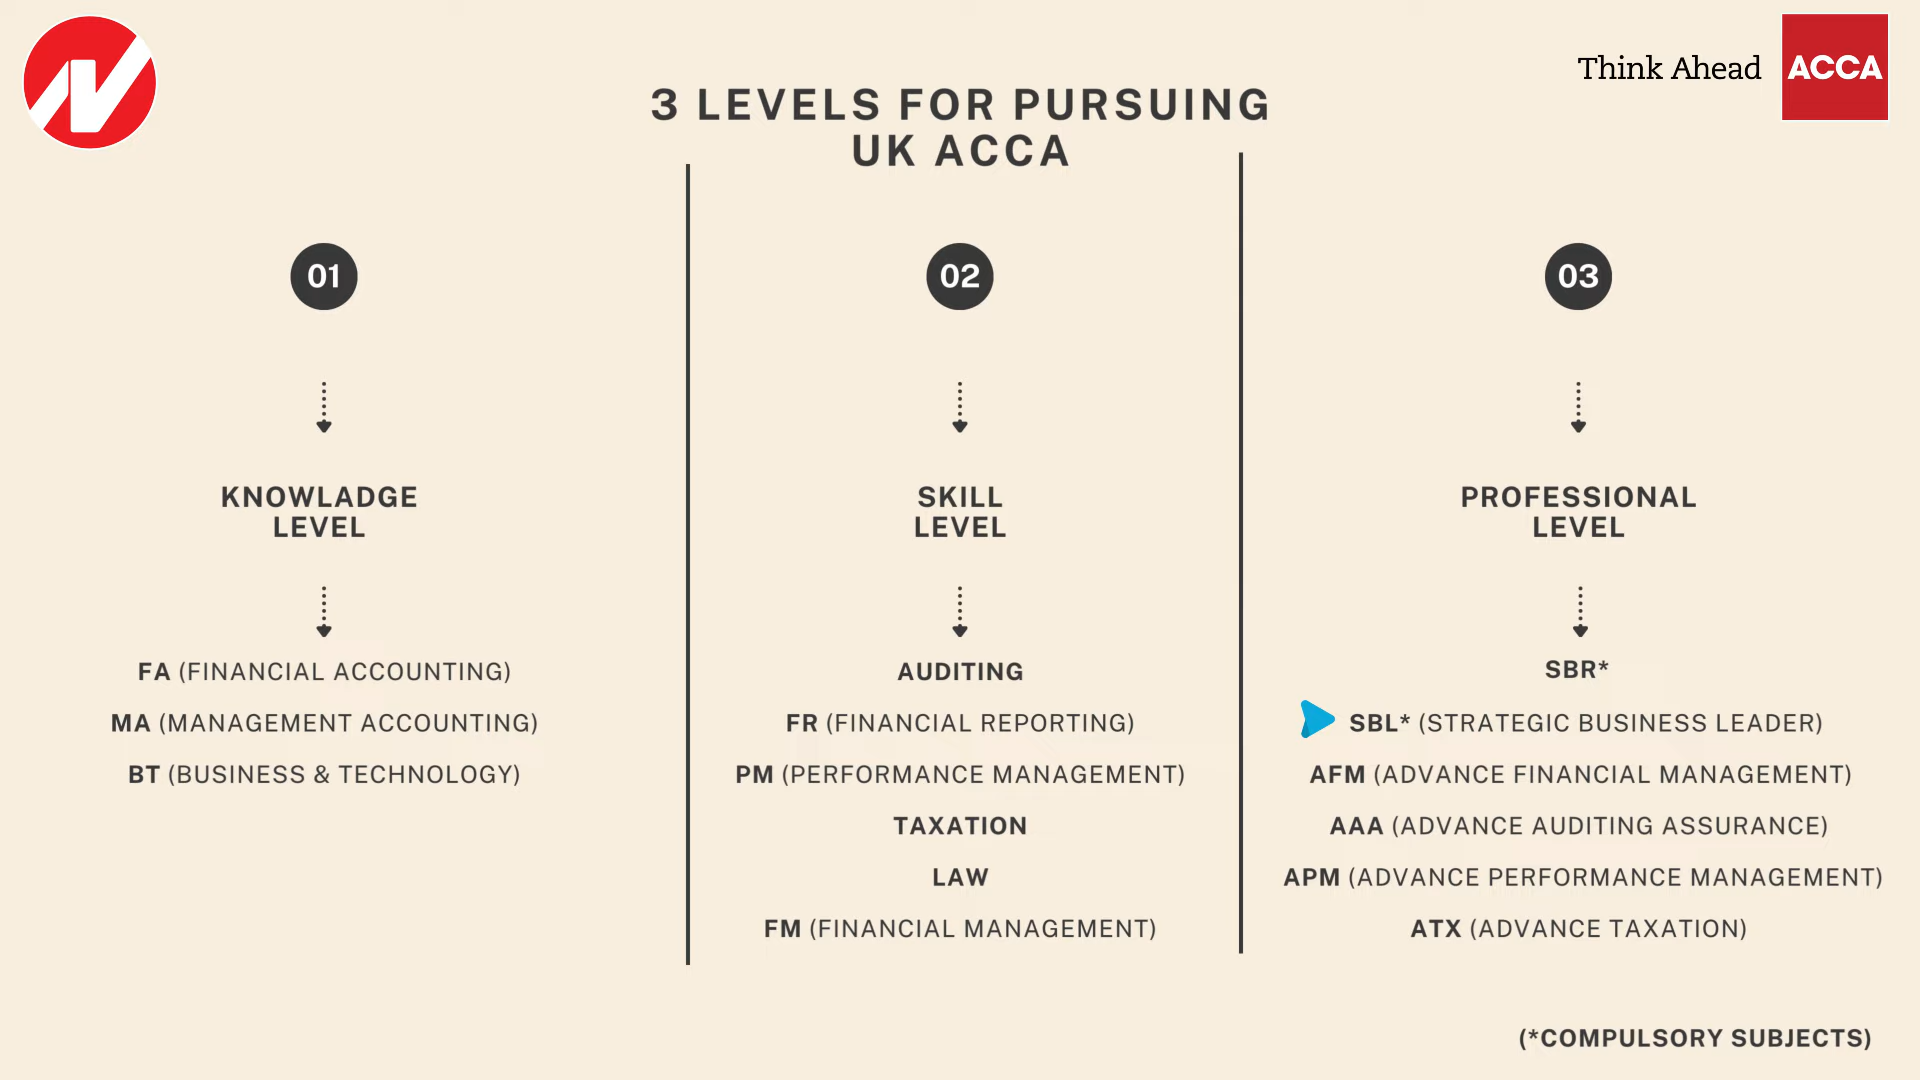 Think Ahead ACCA
3 LEVELS FOR PURSUING
UK ACCA
01
KNOWLADGE
LEVEL
FA (FINANCIAL ACCOUNTING)
MA (MANAGEMENT ACCOUNTING)
BT (BUSINESS & TECHNOLOGY)
02
SKILL
LEVEL
AUDITING
FR (FINANCIAL REPORTING)
PM (PERFORMANCE MANAGEMENT)
TAXATION
LAW
FM (FINANCIAL MANAGEMENT)
03
PROFESSIONAL
LEVEL
SBR*
SBL* (STRATEGIC BUSINESS LEADER)
AFM (ADVANCE FINANCIAL MANAGEMENT)
AAA (ADVANCE AUDITING ASSURANCE)
APM (ADVANCE PERFORMANCE MANAGEMENT)
ATX (ADVANCE TAXATION)
(*COMPULSORY SUBJECTS)